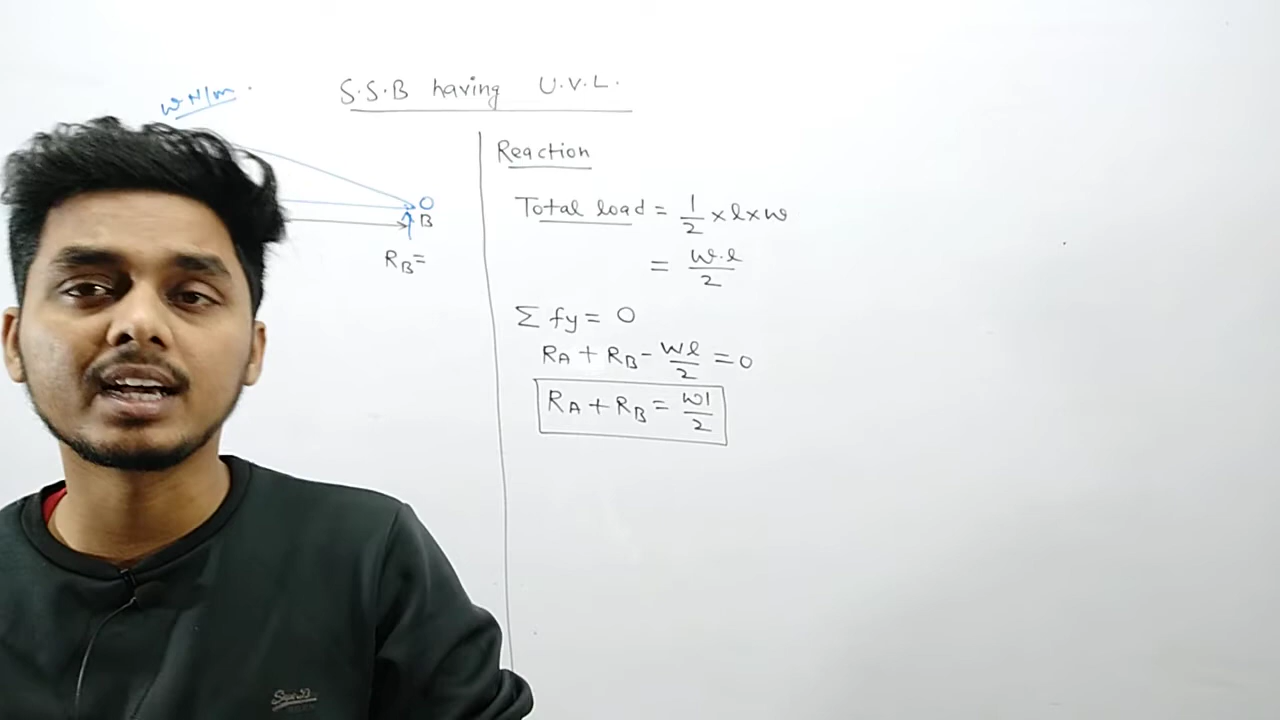 S.S.B having U.V.L.
w N/m.
O
B
R_B=
Reaction
Total load = 1/2 × l × w
= w.l/2
Σ fy = 0
R_A + R_B - wl/2 = 0
R_A + R_B = wl/2